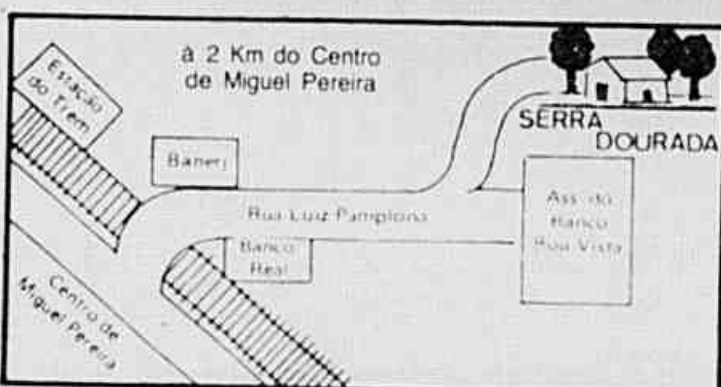 à 2 Km do Centro
de Miguel Pereira
Estação
do Trem
SERRA
DOURADA
Banerj
Rua Luiz Pamplona
Ass. do
Banco
Boa Vista
Banco
Real
Centro de
Miguel Pereira